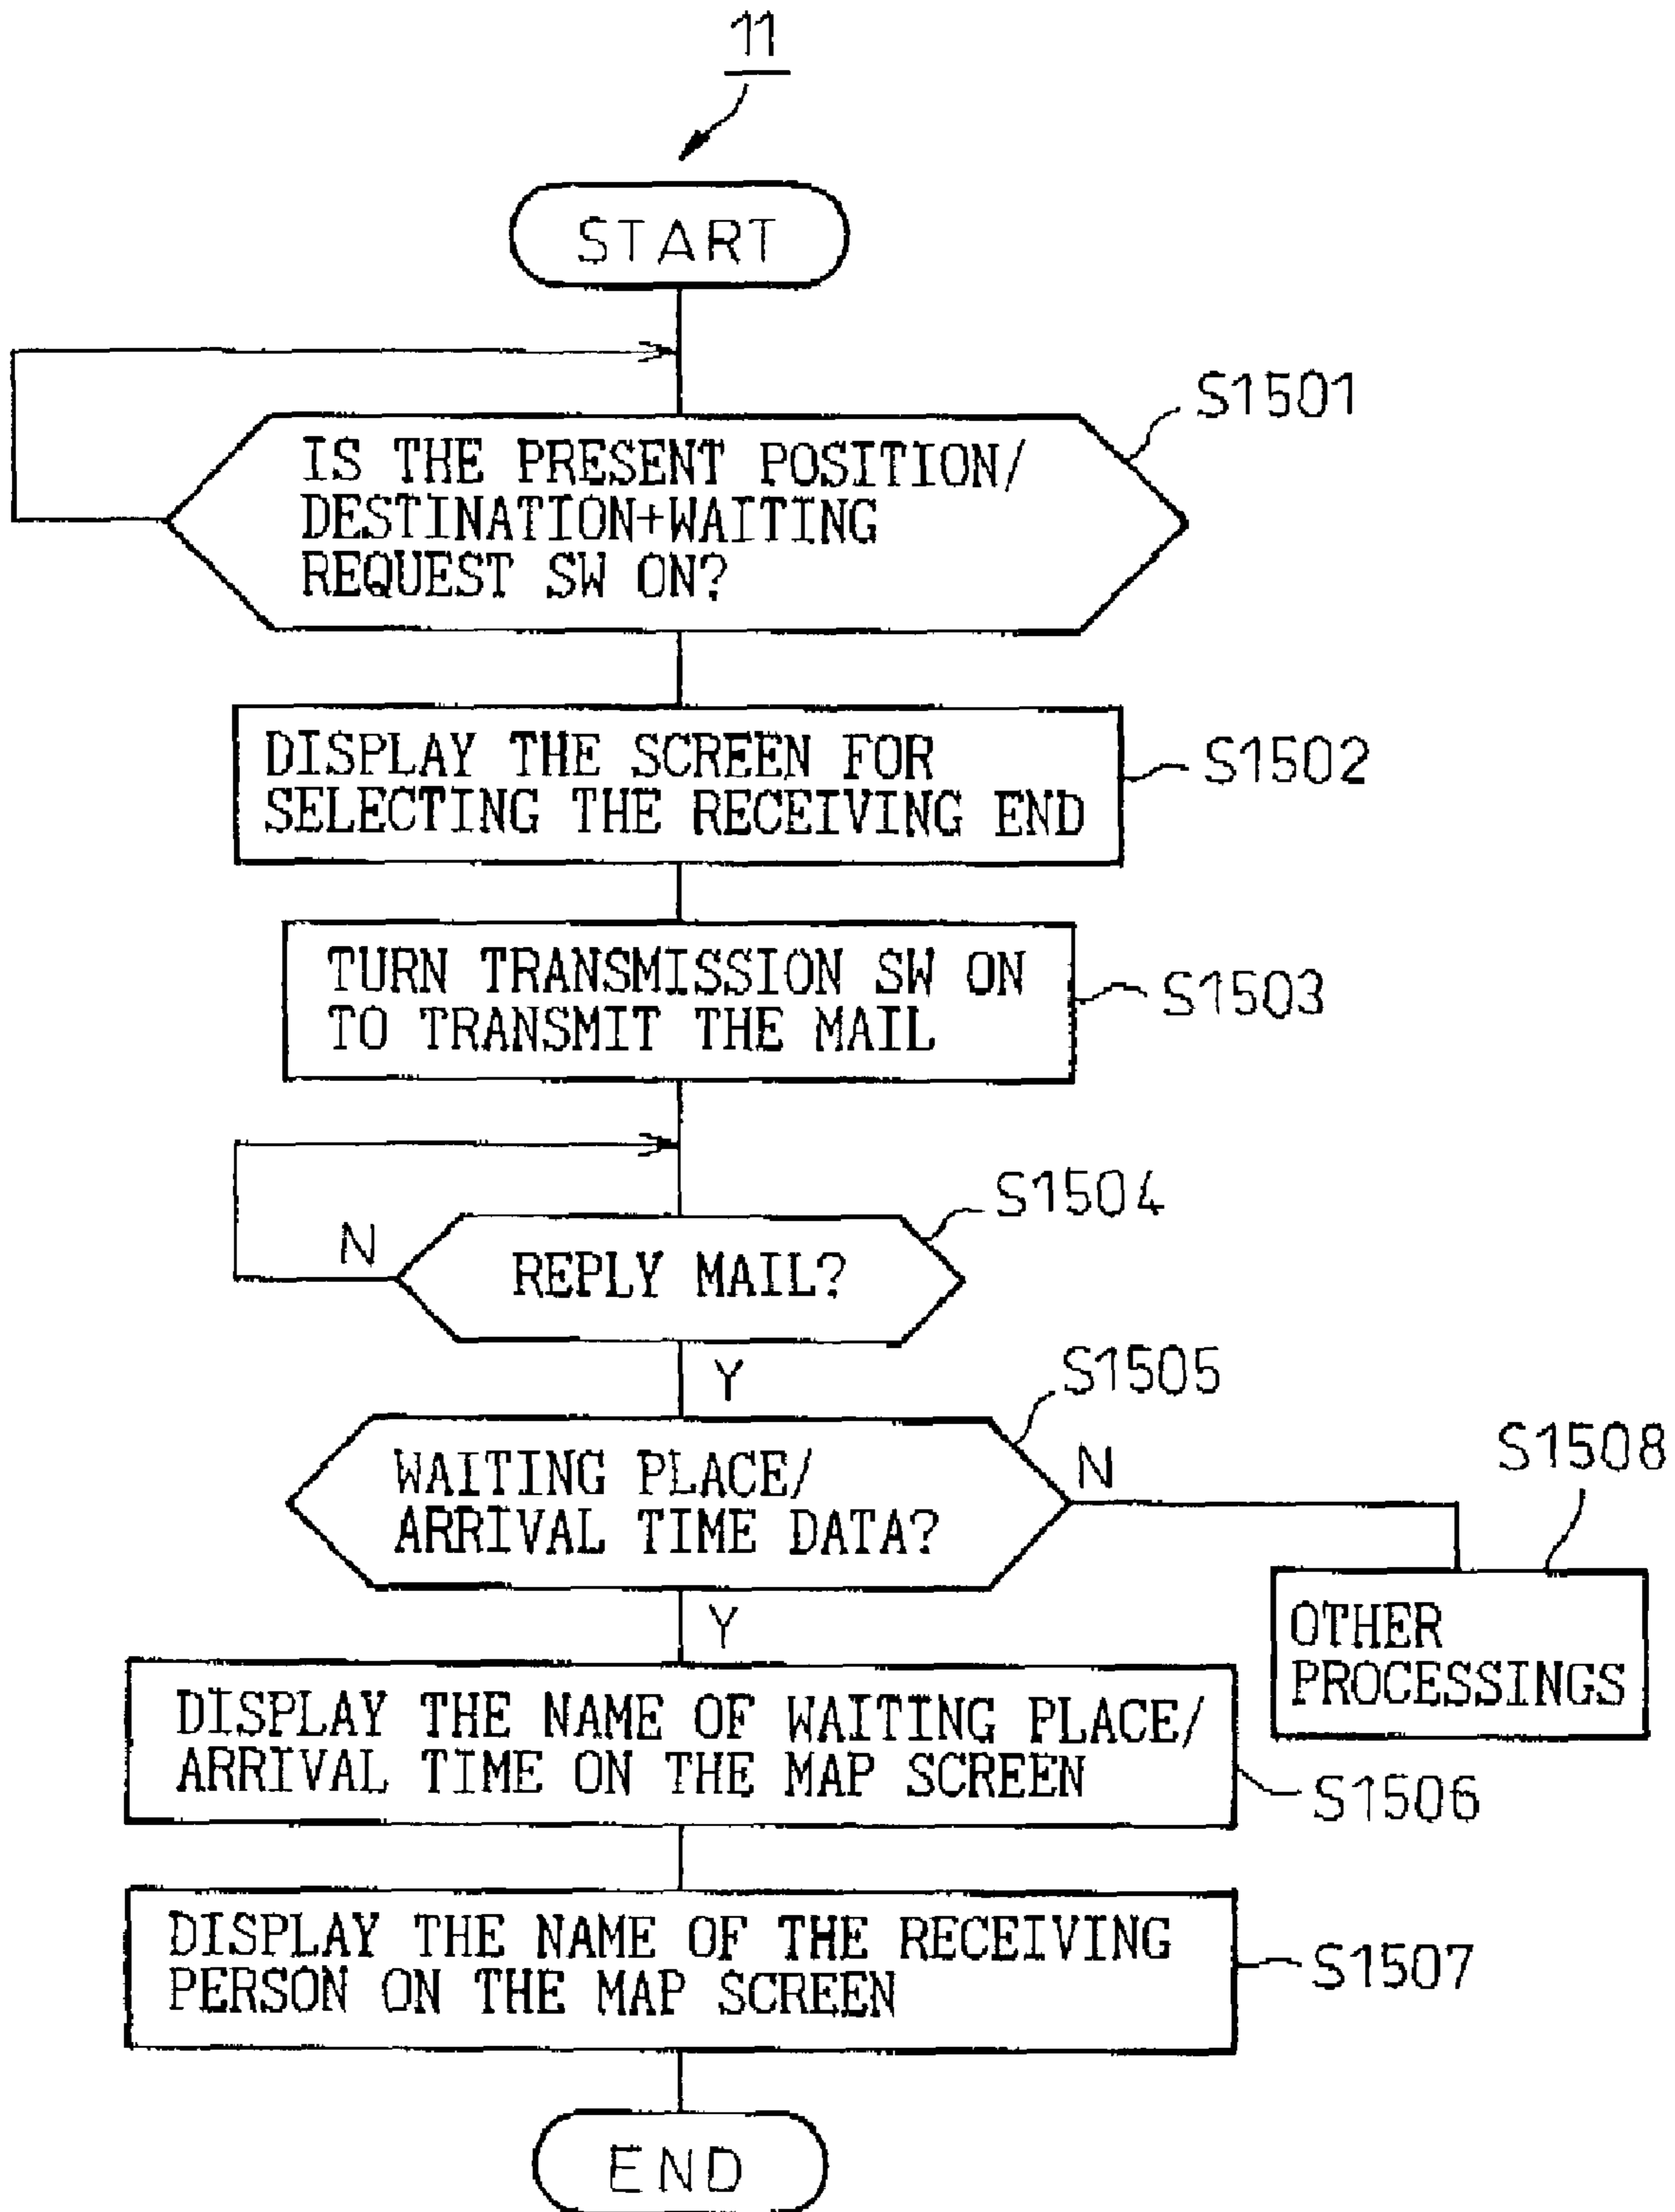 11
START
S1501
IS THE PRESENT POSITION/
DESTINATION+WAITING
REQUEST SW ON?
DISPLAY THE SCREEN FOR
SELECTING THE RECEIVING END
S1502
TURN TRANSMISSION SW ON
TO TRANSMIT THE MAIL
S1503
S1504
N
REPLY MAIL?
Y
S1505
WAITING PLACE/
ARRIVAL TIME DATA?
N
S1508
OTHER
PROCESSINGS
Y
DISPLAY THE NAME OF WAITING PLACE/
ARRIVAL TIME ON THE MAP SCREEN
S1506
DISPLAY THE NAME OF THE RECEIVING
PERSON ON THE MAP SCREEN
S1507
END